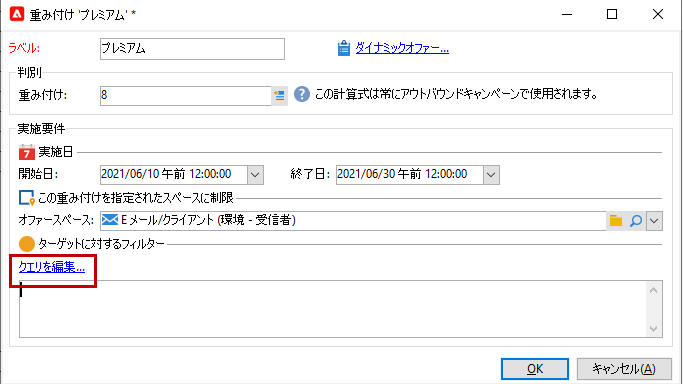 重み付け 'プレミアム' *
ラベル: プレミアム ダイナミックオファー...
判別
重み付け: 8 この計算式は常にアウトバウンドキャンペーンで使用されます。
実施要件
7 実施日
開始日: 2021/06/10 午前 12:00:00 終了日: 2021/06/30 午前 12:00:00
この重み付けを指定されたスペースに制限
オファースペース: Eメール/クライアント (環境 - 受信者)
ターゲットに対するフィルター
クエリを編集...
OK キャンセル(A)